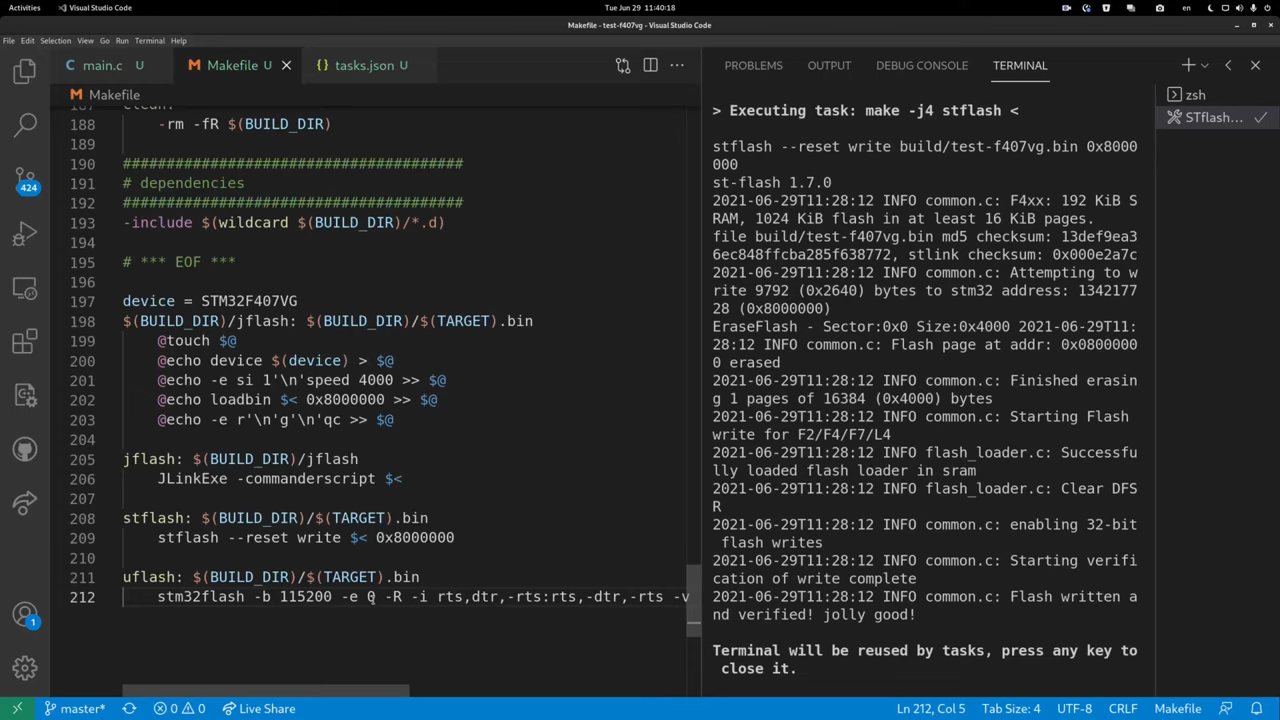 Activities
Visual Studio Code
Tue Jun 29 11:40:18
en
Makefile - test-f407vg - Visual Studio Code
File Edit Selection View Go Run Terminal Help
main.c U
Makefile U
tasks.json U
Makefile
PROBLEMS OUTPUT DEBUG CONSOLE TERMINAL
zsh
STflash...
424
1
187 clean:
188 -rm -fR $(BUILD_DIR)
189
190 #######################################
191 # dependencies
192 #######################################
193 -include $(wildcard $(BUILD_DIR)/*.d)
194
195 # *** EOF ***
196
197 device = STM32F407VG
198 $(BUILD_DIR)/jflash: $(BUILD_DIR)/$(TARGET).bin
199 @touch $@
200 @echo device $(device) > $@
201 @echo -e si 1'\n'speed 4000 >> $@
202 @echo loadbin $< 0x8000000 >> $@
203 @echo -e r'\n'g'\n'qc >> $@
204
205 jflash: $(BUILD_DIR)/jflash
206 JLinkExe -commanderscript $<
207
208 stflash: $(BUILD_DIR)/$(TARGET).bin
209 stflash --reset write $< 0x8000000
210
211 uflash: $(BUILD_DIR)/$(TARGET).bin
212 stm32flash -b 115200 -e 0 -R -i rts,dtr,-rts:rts,-dtr,-rts -v
> Executing task: make -j4 stflash <
stflash --reset write build/test-f407vg.bin 0x8000
000
st-flash 1.7.0
2021-06-29T11:28:12 INFO common.c: F4xx: 192 KiB S
RAM, 1024 KiB flash in at least 16 KiB pages.
file build/test-f407vg.bin md5 checksum: 13def9ea3
6ec848ffcba285f638772, stlink checksum: 0x000e2a7c
2021-06-29T11:28:12 INFO common.c: Attempting to w
rite 9792 (0x2640) bytes to stm32 address: 1342177
28 (0x8000000)
EraseFlash - Sector:0x0 Size:0x4000 2021-06-29T11:
28:12 INFO common.c: Flash page at addr: 0x0800000
0 erased
2021-06-29T11:28:12 INFO common.c: Finished erasin
g 1 pages of 16384 (0x4000) bytes
2021-06-29T11:28:12 INFO common.c: Starting Flash
write for F2/F4/F7/L4
2021-06-29T11:28:12 INFO flash_loader.c: Successfu
lly loaded flash loader in sram
2021-06-29T11:28:12 INFO flash_loader.c: Clear DFS
R
2021-06-29T11:28:12 INFO common.c: enabling 32-bit
flash writes
2021-06-29T11:28:12 INFO common.c: Starting verifi
cation of write complete
2021-06-29T11:28:12 INFO common.c: Flash written a
nd verified! jolly good!
Terminal will be reused by tasks, press any key to
close it.
master* 0 0 Live Share
Ln 212, Col 5 Tab Size: 4 UTF-8 CRLF Makefile